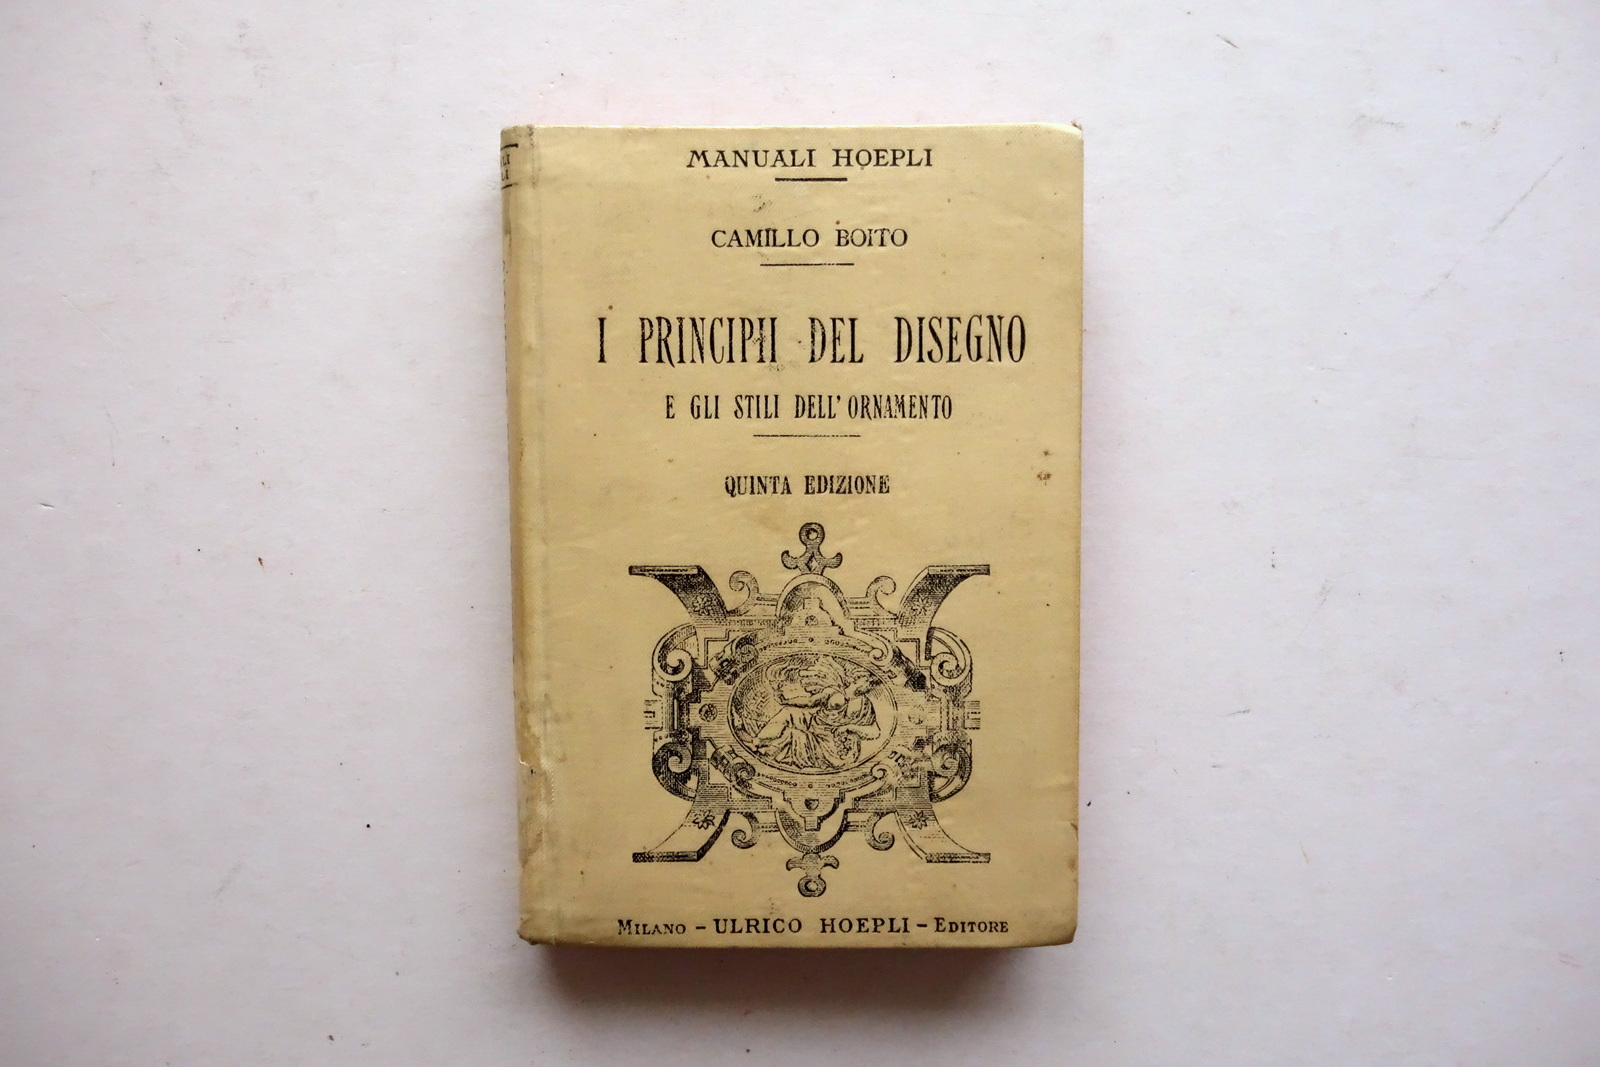 MANUALI HOEPLI
CAMILLO BOITO
I PRINCIPII DEL DISEGNO
E GLI STILI DELL'ORNAMENTO
QUINTA EDIZIONE
MILANO - ULRICO HOEPLI - EDITORE